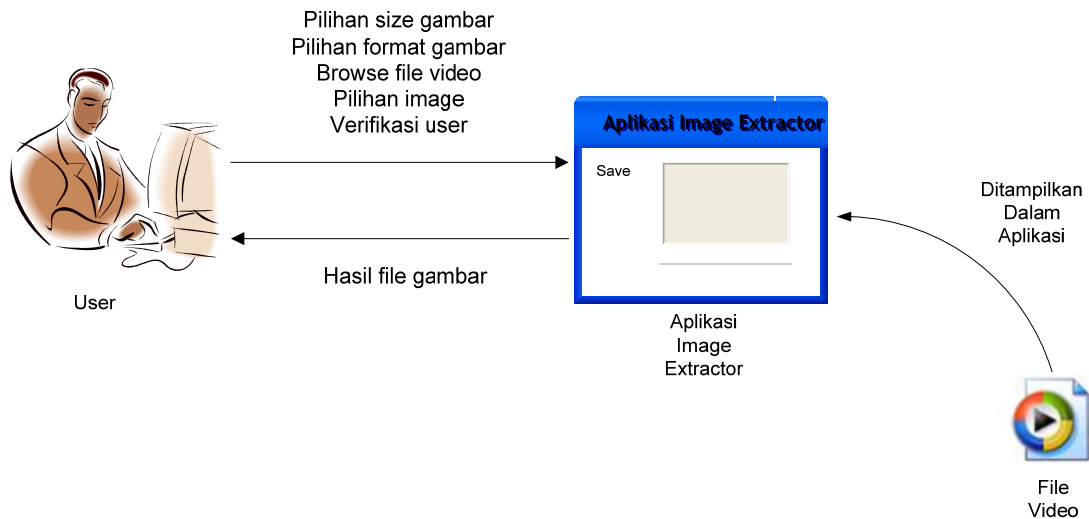 Pilihan size gambar
Pilihan format gambar
Browse file video
Pilihan image
Verifikasi user
Aplikasi Image Extractor
Save
Ditampilkan
Dalam
Aplikasi
Hasil file gambar
User
Aplikasi
Image
Extractor
File
Video